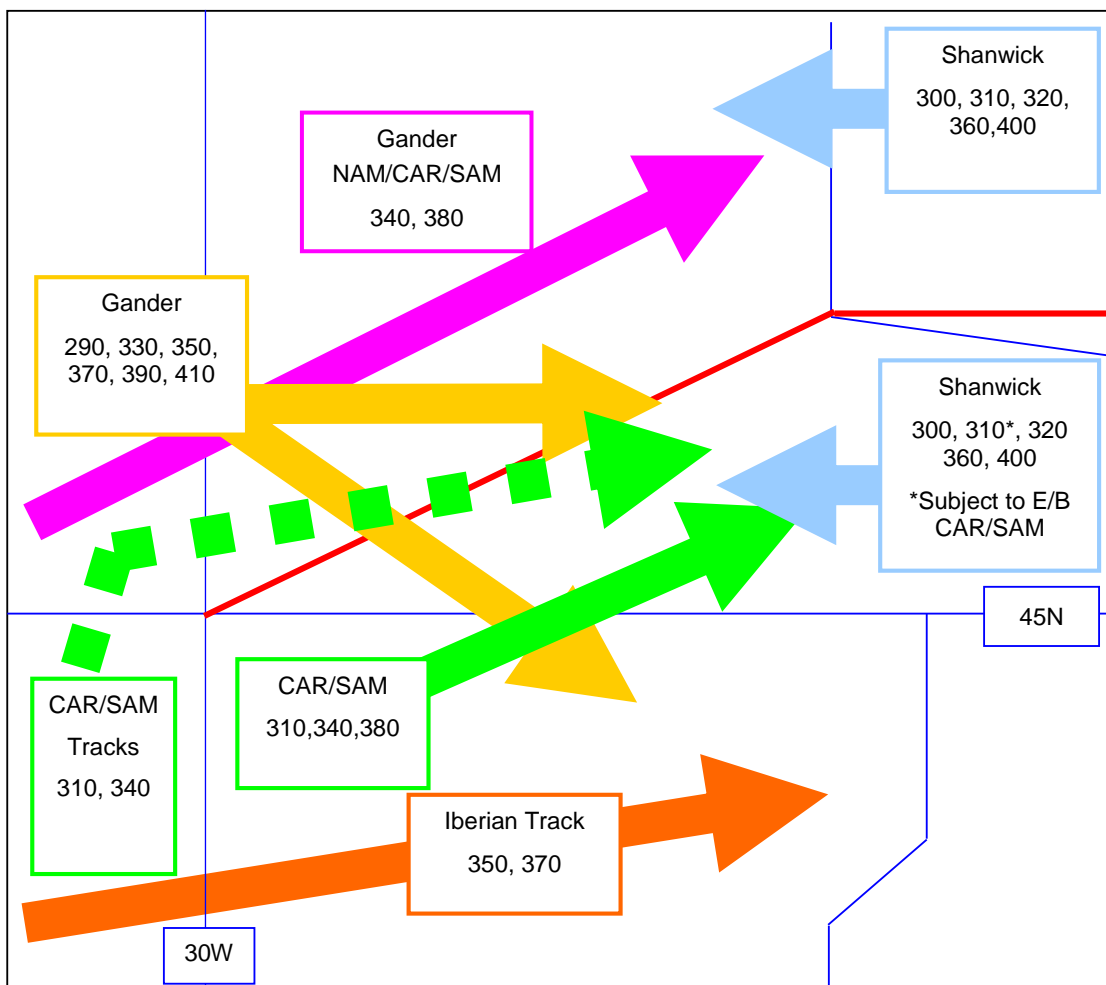 Shanwick
300, 310, 320,
360,400
Gander
NAM/CAR/SAM
340, 380
Gander
290, 330, 350,
370, 390, 410
Shanwick
300, 310*, 320
360, 400
*Subject to E/B
CAR/SAM
45N
CAR/SAM
Tracks
310, 340
CAR/SAM
310,340,380
Iberian Track
350, 370
30W